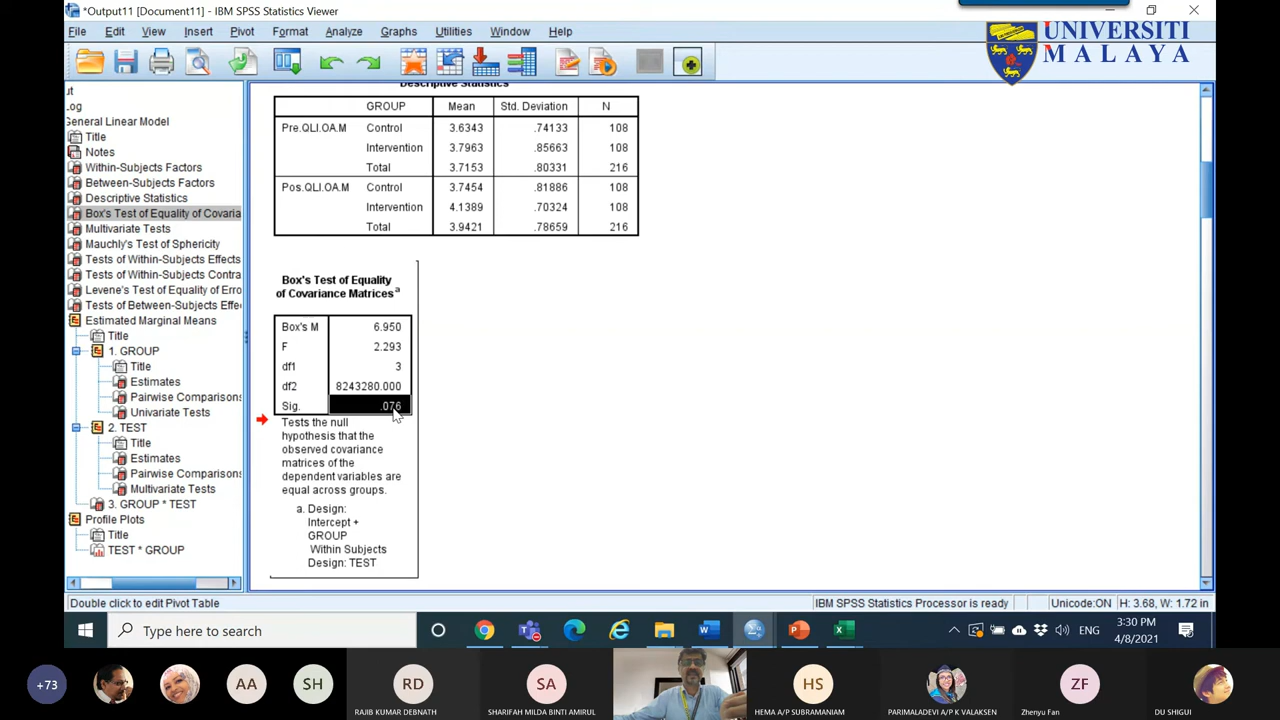 *Output11 [Document11] - IBM SPSS Statistics Viewer
UNIVERSITI
MALAYA
File Edit View Insert Pivot Format Analyze Graphs Utilities Window Help
ut
Log
General Linear Model
Title
Notes
Within-Subjects Factors
Between-Subjects Factors
Descriptive Statistics
Box's Test of Equality of Covaria
Multivariate Tests
Mauchly's Test of Sphericity
Tests of Within-Subjects Effects
Tests of Within-Subjects Contra
Levene's Test of Equality of Erro
Tests of Between-Subjects Effe
Estimated Marginal Means
Title
1. GROUP
Title
Estimates
Pairwise Comparisons
Univariate Tests
2. TEST
Title
Estimates
Pairwise Comparisons
Multivariate Tests
3. GROUP * TEST
Profile Plots
Title
TEST * GROUP
Descriptive Statistics
GROUP Mean Std. Deviation N
Pre.QLI.OA.M Control 3.6343 .74133 108
Intervention 3.7963 .85663 108
Total 3.7153 .80331 216
Pos.QLI.OA.M Control 3.7454 .81886 108
Intervention 4.1389 .70324 108
Total 3.9421 .78659 216
Box's Test of Equality
of Covariance Matrices a
Box's M 6.950
F 2.293
df1 3
df2 8243280.000
Sig. .076
Tests the null
hypothesis that the
observed covariance
matrices of the
dependent variables are
equal across groups.
a. Design:
Intercept +
GROUP
Within Subjects
Design: TEST
Double click to edit Pivot Table IBM SPSS Statistics Processor is ready Unicode:ON H: 3.68, W: 1.72 in
Type here to search
ENG
3:30 PM
4/8/2021
+73 AA SH RD SA HS ZF
RAJIB KUMAR DEBNATH SHARIFAH MILDA BINTI AMIRUL HEMA A/P SUBRAMANIAM PARIMALADEVI A/P K VALAKSEN Zhenyu Fan DU SHIGUI